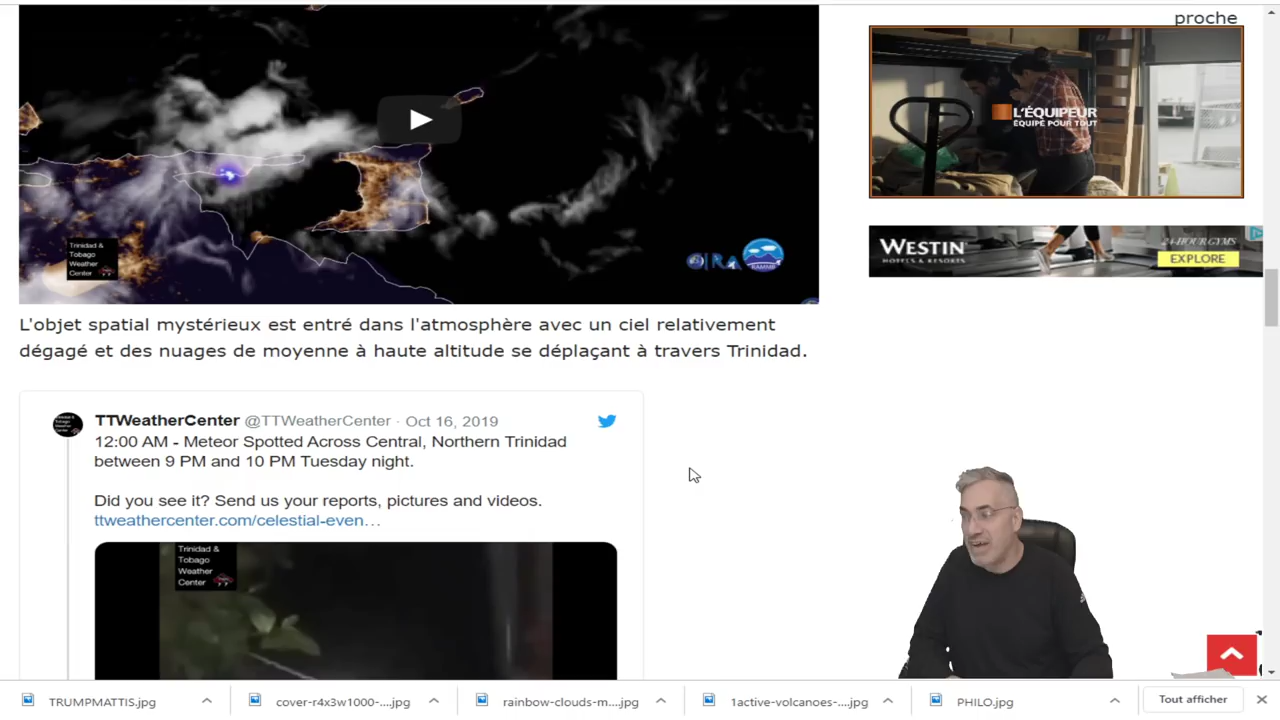 proche
L'ÉQUIPEUR
ÉQUIPÉ POUR TOUT
Trinidad &
Tobago
Weather
Center
WESTIN
HOTELS & RESORTS
24-HOUR GYMS
EXPLORE
L'objet spatial mystérieux est entré dans l'atmosphère avec un ciel relativement
dégagé et des nuages de moyenne à haute altitude se déplaçant à travers Trinidad.
TTWeatherCenter @TTWeatherCenter · Oct 16, 2019
12:00 AM - Meteor Spotted Across Central, Northern Trinidad
between 9 PM and 10 PM Tuesday night.
Did you see it? Send us your reports, pictures and videos.
ttweathercenter.com/celestial-even…
Trinidad &
Tobago
Weather
Center
TRUMPMATTIS.jpg
cover-r4x3w1000-....jpg
rainbow-clouds-m....jpg
1active-volcanoes-....jpg
PHILO.jpg
Tout afficher